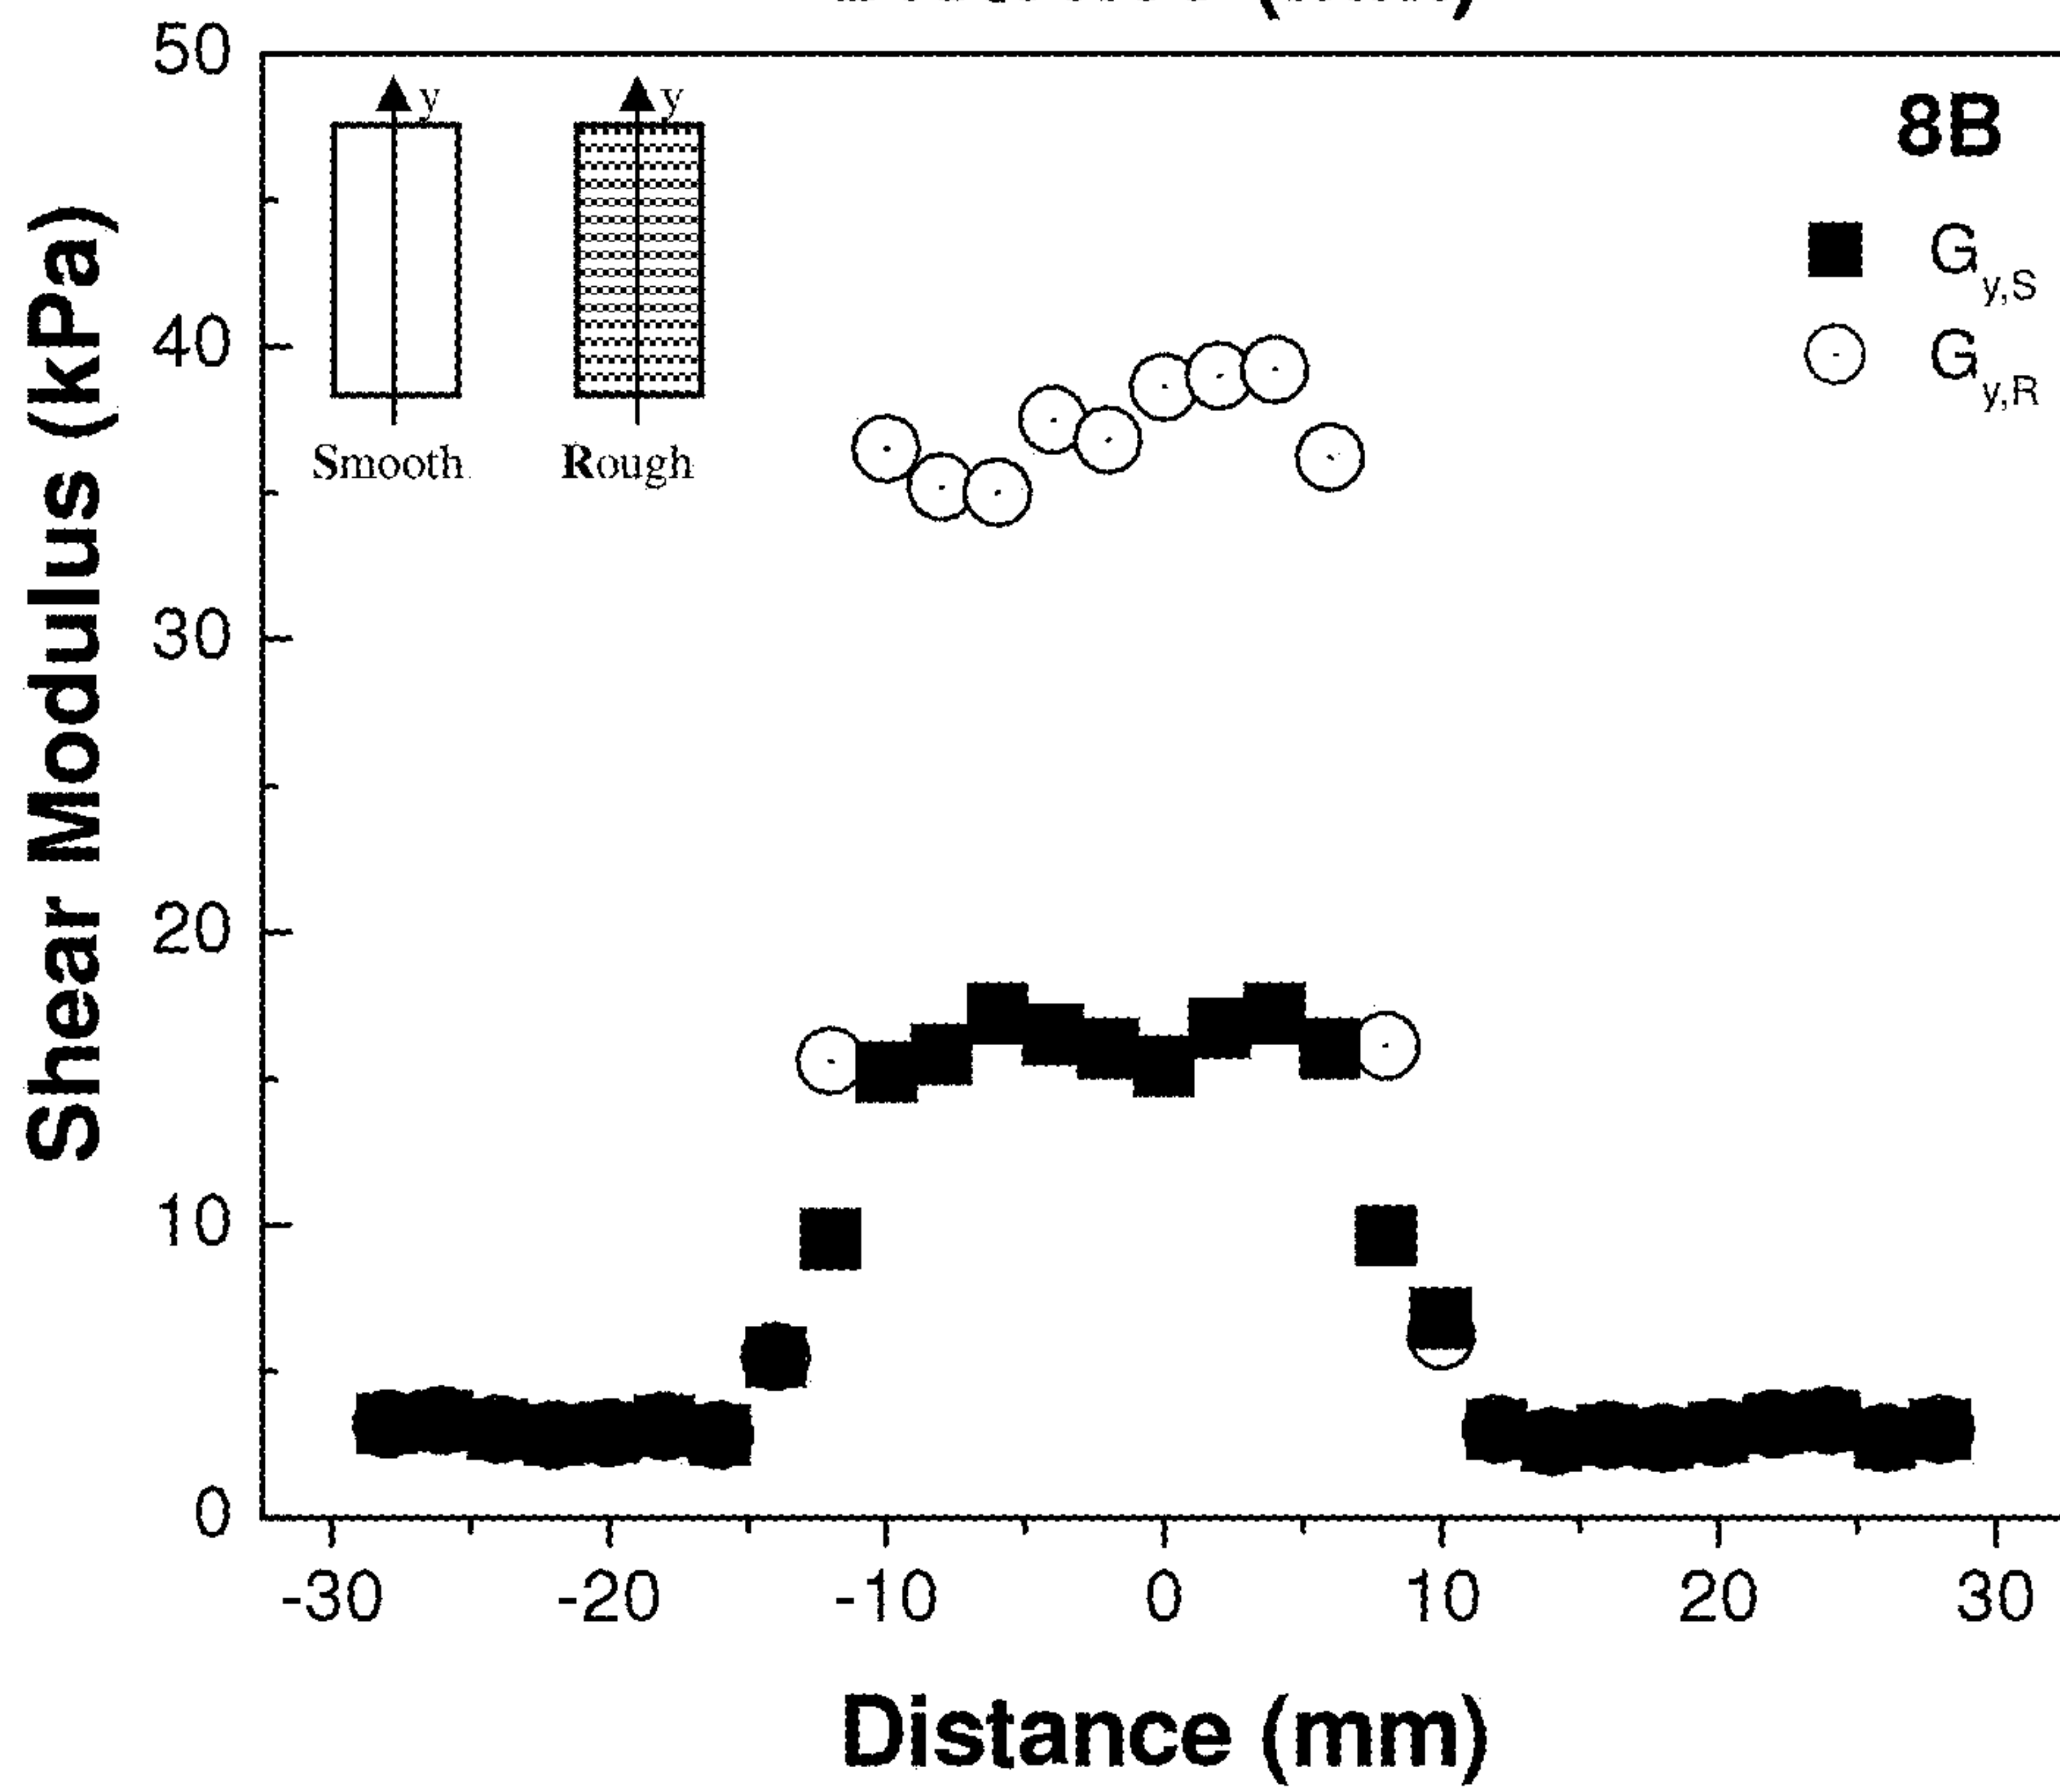 50
40
30
20
10
0
-30 -20 -10 0 10 20 30
Shear Modulus (kPa)
Distance (mm)
y
y
Smooth
Rough
8B
G y,S
G y,R